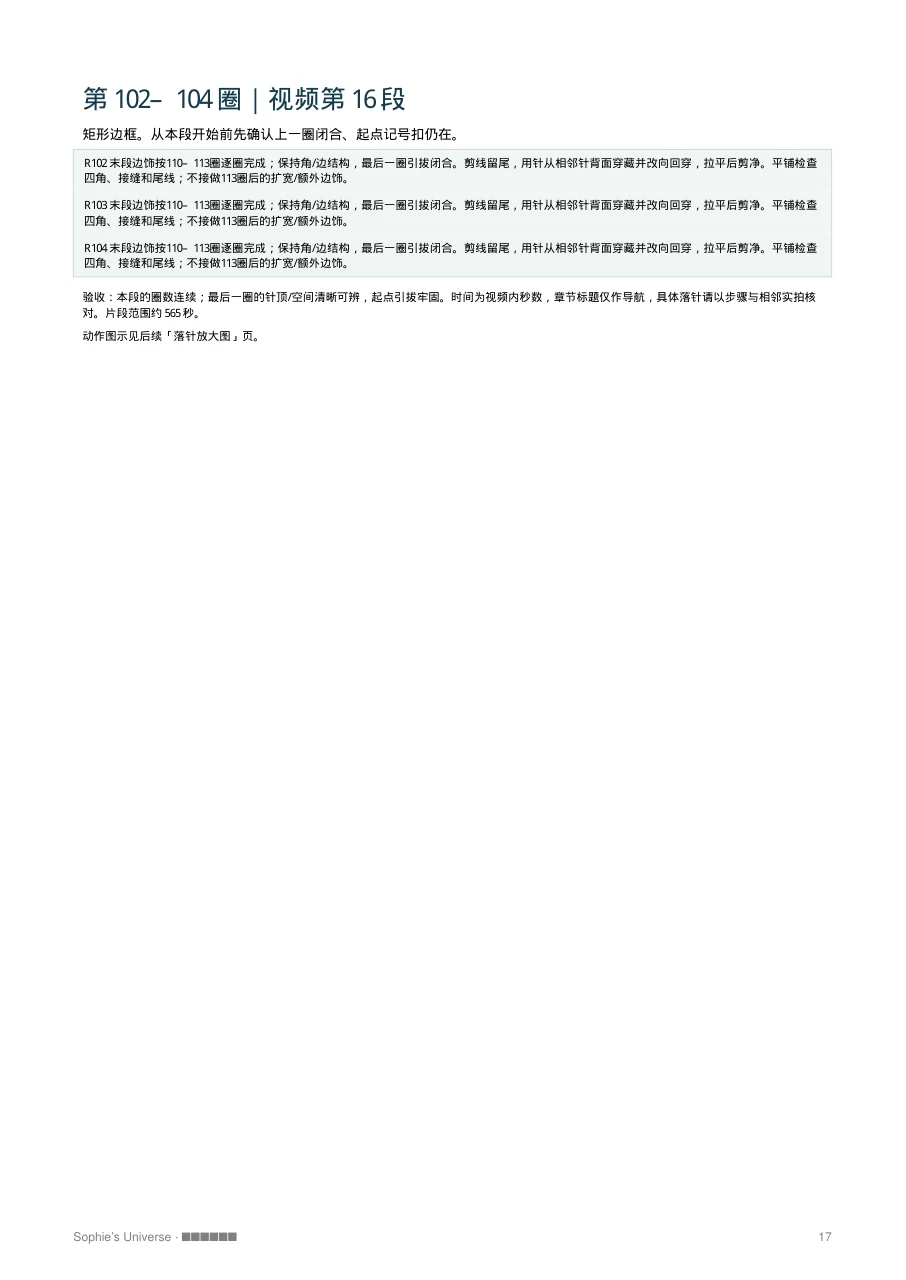 第 102– 104 圈｜视频第 16 段
矩形边框。从本段开始前先确认上一圈闭合、起点记号扣仍在。
R102 末段边饰按110– 113圈逐圈完成；保持角/边结构，最后一圈引拔闭合。剪线留尾，用针从相邻针背面穿藏并改向回穿，拉平后剪净。平铺检查
四角、接缝和尾线；不接做113圈后的扩宽/额外边饰。
R103 末段边饰按110– 113圈逐圈完成；保持角/边结构，最后一圈引拔闭合。剪线留尾，用针从相邻针背面穿藏并改向回穿，拉平后剪净。平铺检查
四角、接缝和尾线；不接做113圈后的扩宽/额外边饰。
R104 末段边饰按110– 113圈逐圈完成；保持角/边结构，最后一圈引拔闭合。剪线留尾，用针从相邻针背面穿藏并改向回穿，拉平后剪净。平铺检查
四角、接缝和尾线；不接做113圈后的扩宽/额外边饰。
验收：本段的圈数连续；最后一圈的针顶/空间清晰可辨，起点引拔牢固。时间为视频内秒数，章节标题仅作导航，具体落针请以步骤与相邻实拍核
对。片段范围约 565 秒。
动作图示见后续「落针放大图」页。
Sophie's Universe · ■■■■■■
17